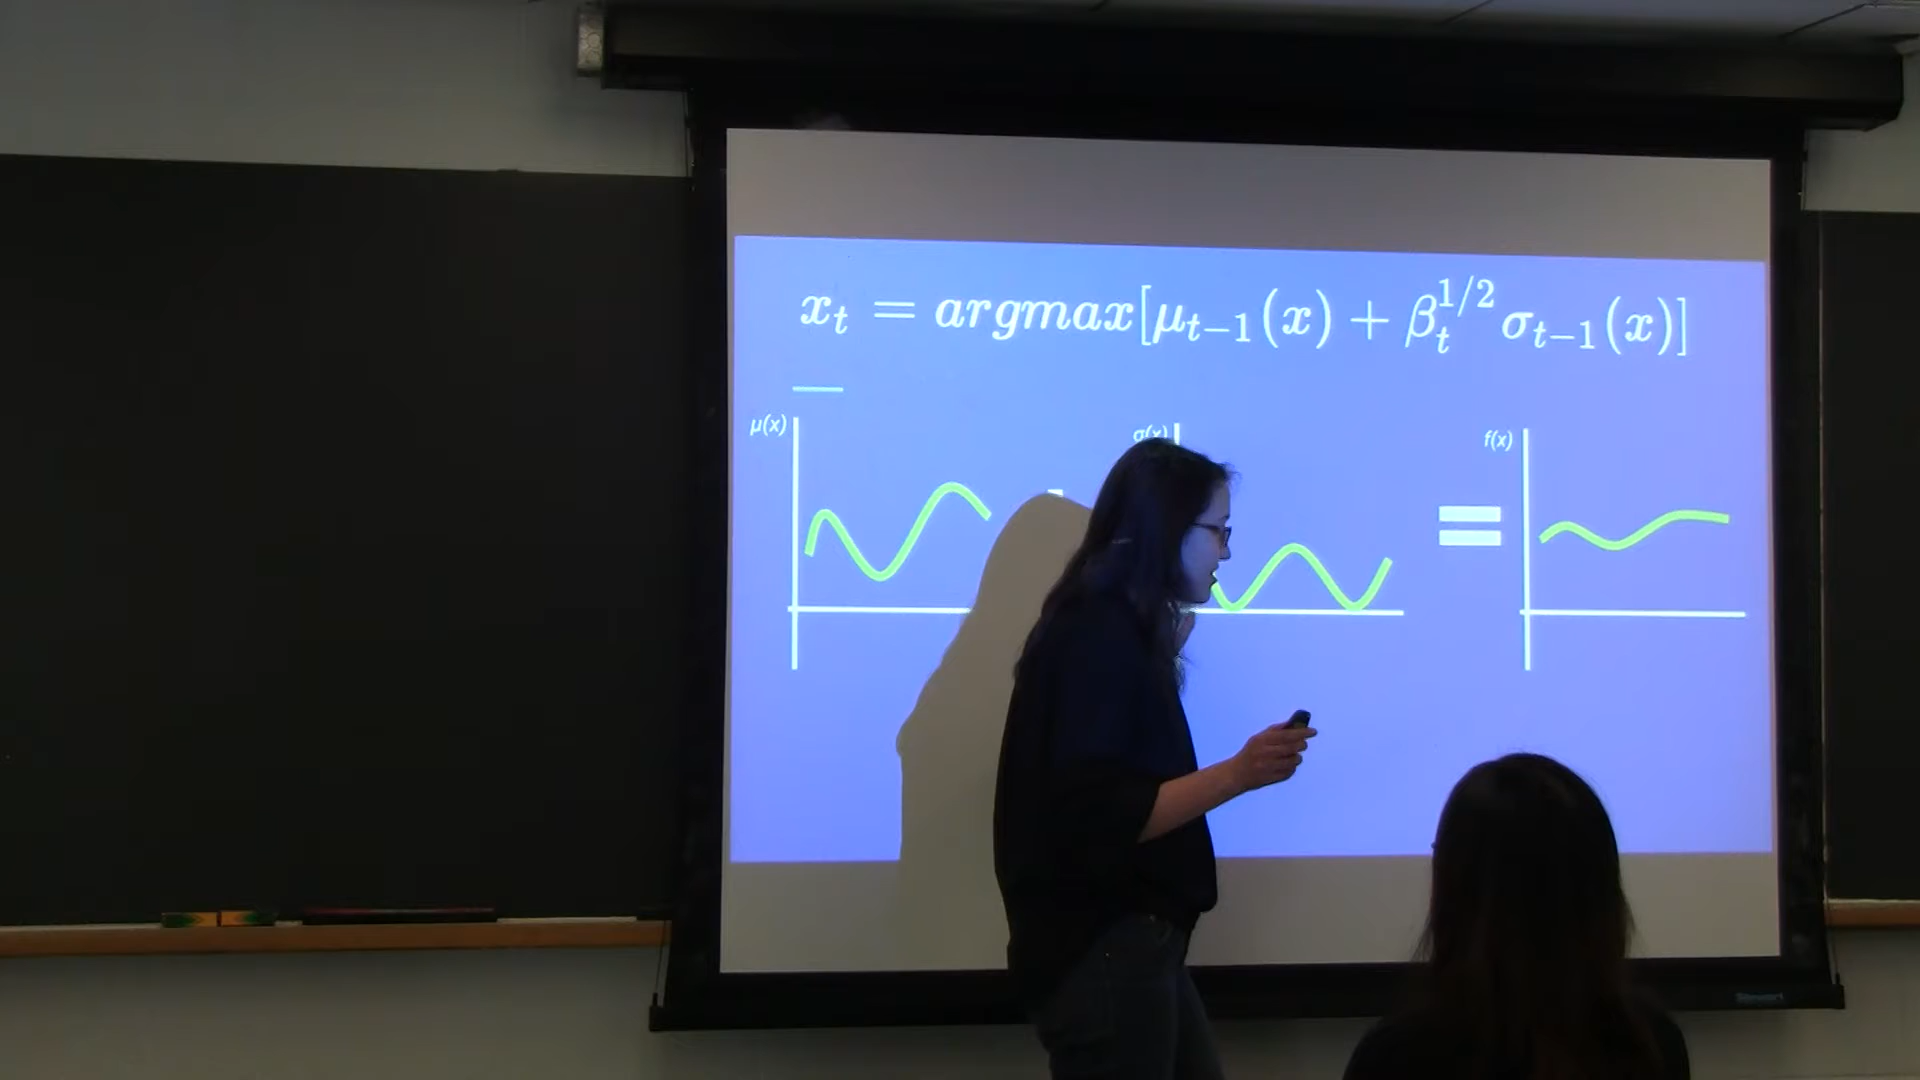 x_t = argmax[μ_{t−1}(x) + β_t^{1/2} σ_{t−1}(x)]
μ(x)
σ(x)
=
f(x)